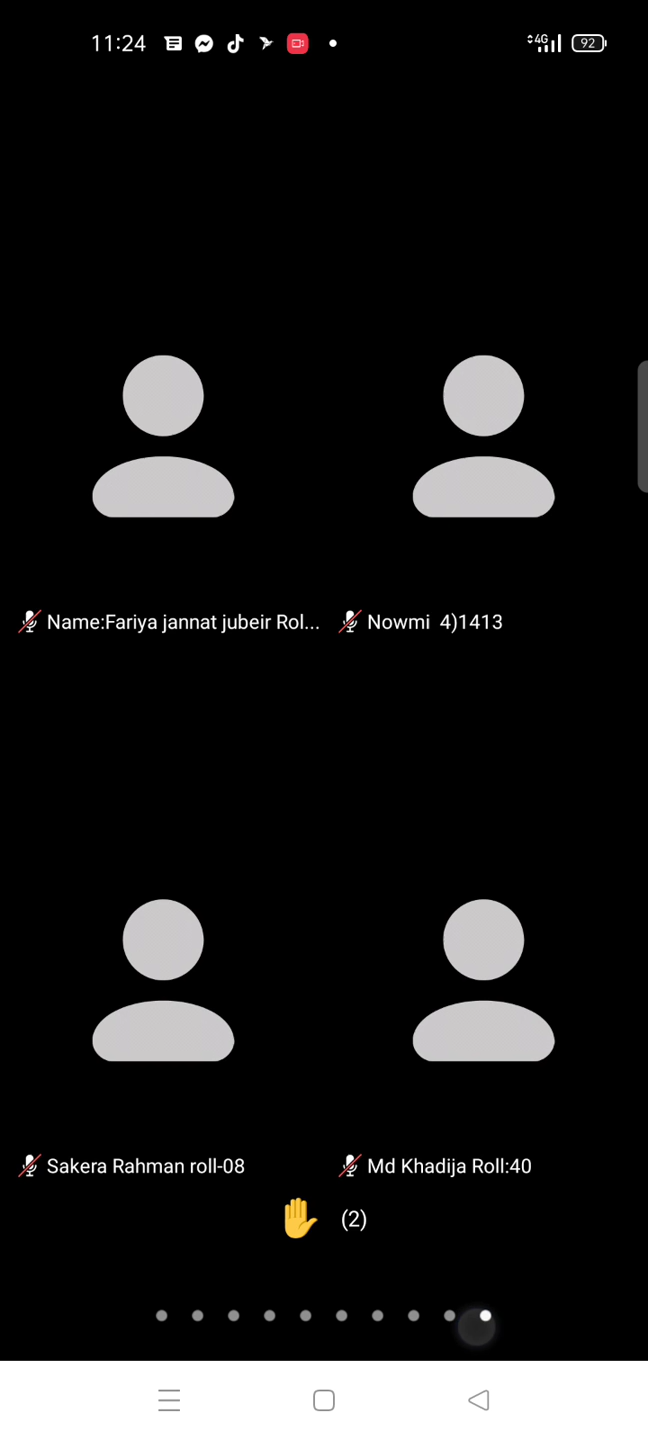 11:24
4G
92
Name:Fariya jannat jubeir Rol...
Nowmi  4)1413
Sakera Rahman roll-08
Md Khadija Roll:40
(2)